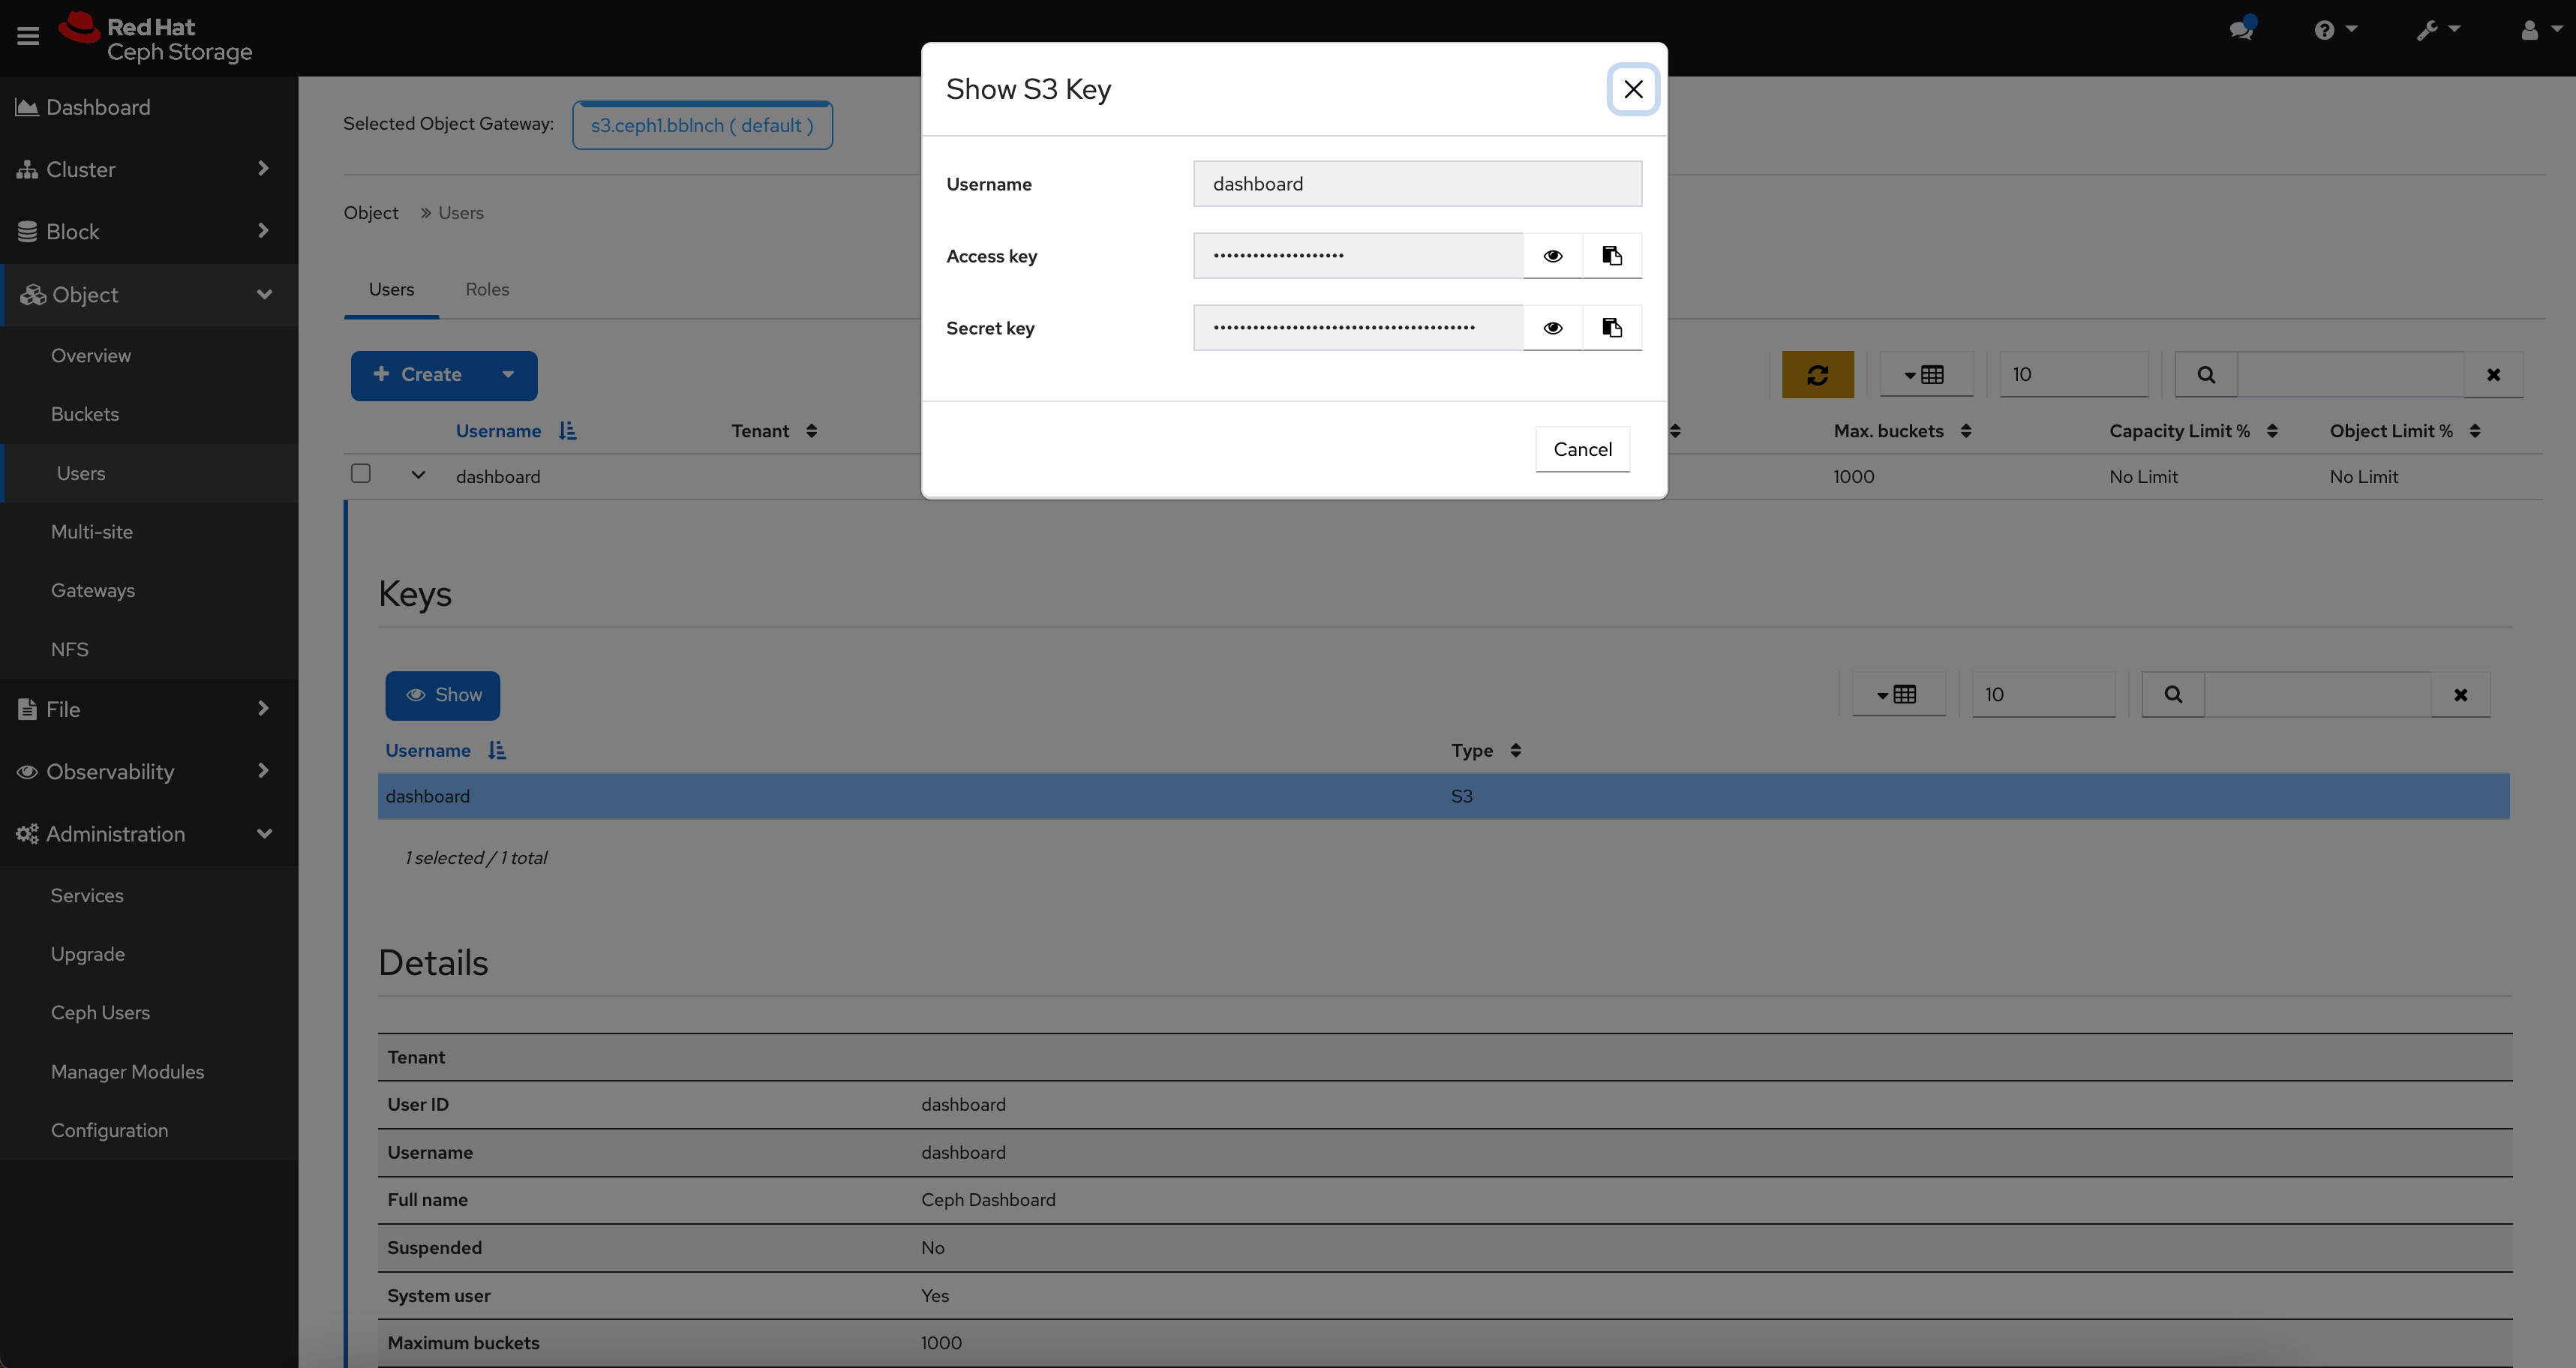 Red Hat
Ceph Storage
Dashboard
Cluster
Block
Object
Overview
Buckets
Users
Multi-site
Gateways
NFS
File
Observability
Administration
Services
Upgrade
Ceph Users
Manager Modules
Configuration
Selected Object Gateway: s3.ceph1.bblnch ( default )
Object » Users
Users Roles
Create
10
Username Tenant Max. buckets Capacity Limit % Object Limit %
dashboard 1000 No Limit No Limit
Show S3 Key
Username dashboard
Access key ••••••••••••••••••••
Secret key ••••••••••••••••••••••••••••••••••••••••
Cancel
Keys
Show
10
Username Type
dashboard S3
1 selected / 1 total
Details
Tenant
User ID dashboard
Username dashboard
Full name Ceph Dashboard
Suspended No
System user Yes
Maximum buckets 1000